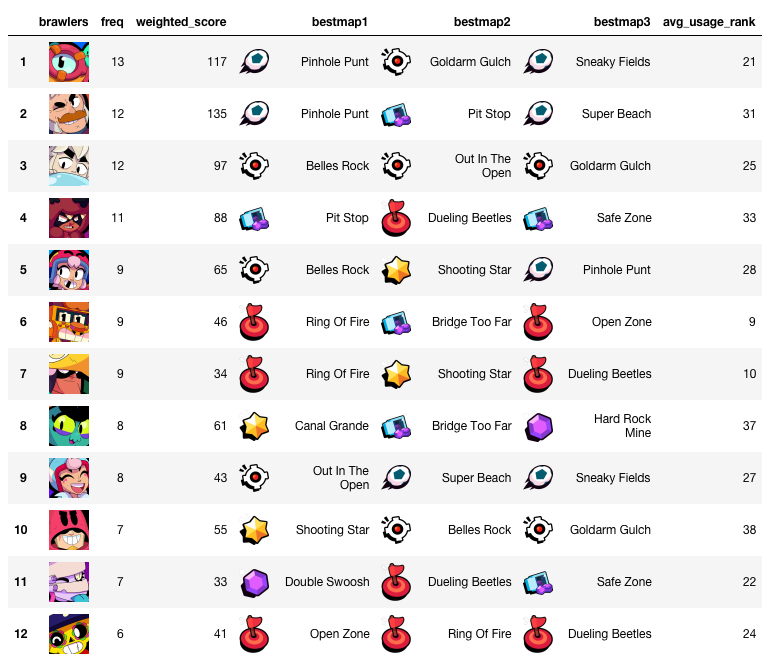 brawlers freq weighted_score bestmap1 bestmap2 bestmap3 avg_usage_rank
1 13 117 Pinhole Punt Goldarm Gulch Sneaky Fields 21
2 12 135 Pinhole Punt Pit Stop Super Beach 31
3 12 97 Belles Rock Out In The Open Goldarm Gulch 25
4 11 88 Pit Stop Dueling Beetles Safe Zone 33
5 9 65 Belles Rock Shooting Star Pinhole Punt 28
6 9 46 Ring Of Fire Bridge Too Far Open Zone 9
7 9 34 Ring Of Fire Shooting Star Dueling Beetles 10
8 8 61 Canal Grande Bridge Too Far Hard Rock Mine 37
9 8 43 Out In The Open Super Beach Sneaky Fields 27
10 7 55 Shooting Star Belles Rock Goldarm Gulch 38
11 7 33 Double Swoosh Dueling Beetles Safe Zone 22
12 6 41 Open Zone Ring Of Fire Dueling Beetles 24